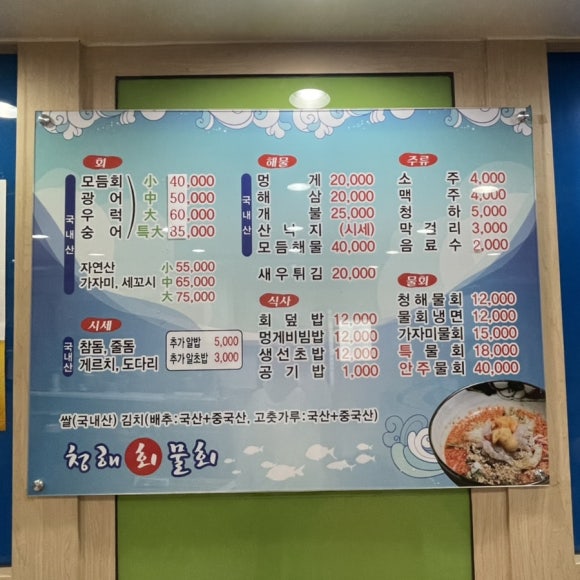 회
국내산
모듬회 小 40,000
광어 中 50,000
우럭 大 60,000
숭어 특大 85,000
자연산 小 55,000
가자미, 세꼬시 中 65,000
大 75,000
시세
국내산
참돔, 줄돔
게르치, 도다리
추가알밥 5,000
추가알초밥 3,000
해물
국내산
멍게 20,000
해삼 20,000
개불 25,000
산낙지 (시세)
모듬해물 40,000
새우튀김 20,000
식사
회덮밥 12,000
멍게비빔밥 12,000
생선초밥 12,000
공기밥 1,000
주류
소주 4,000
맥주 4,000
청하 5,000
막걸리 3,000
음료수 2,000
물회
청해물회 12,000
물회냉면 12,000
가자미물회 15,000
특물회 18,000
안주물회 40,000
쌀(국내산) 김치(배추:국산+중국산, 고춧가루:국산+중국산)
청해 회 물회